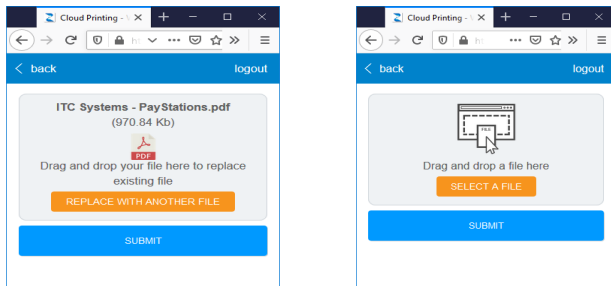 Cloud Printing -
back
logout
ITC Systems - PayStations.pdf
(970.84 Kb)
PDF
Drag and drop your file here to replace
existing file
REPLACE WITH ANOTHER FILE
SUBMIT
Cloud Printing -
back
logout
FILE
Drag and drop a file here
SELECT A FILE
SUBMIT